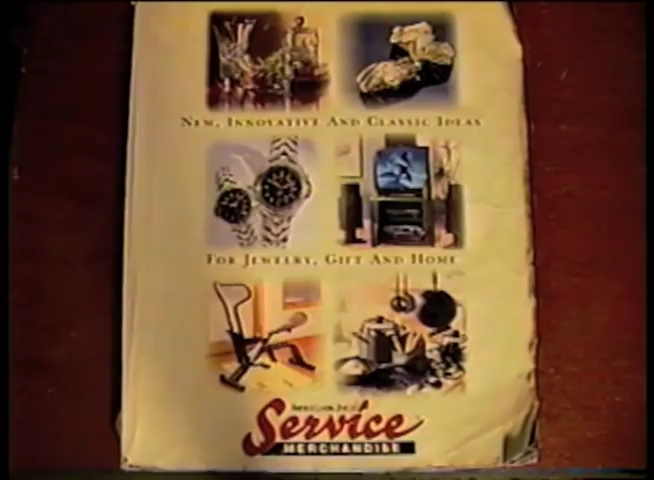 New, Innovative And Classic Ideas
For Jewelry, Gift And Home
Service
MERCHANDISE